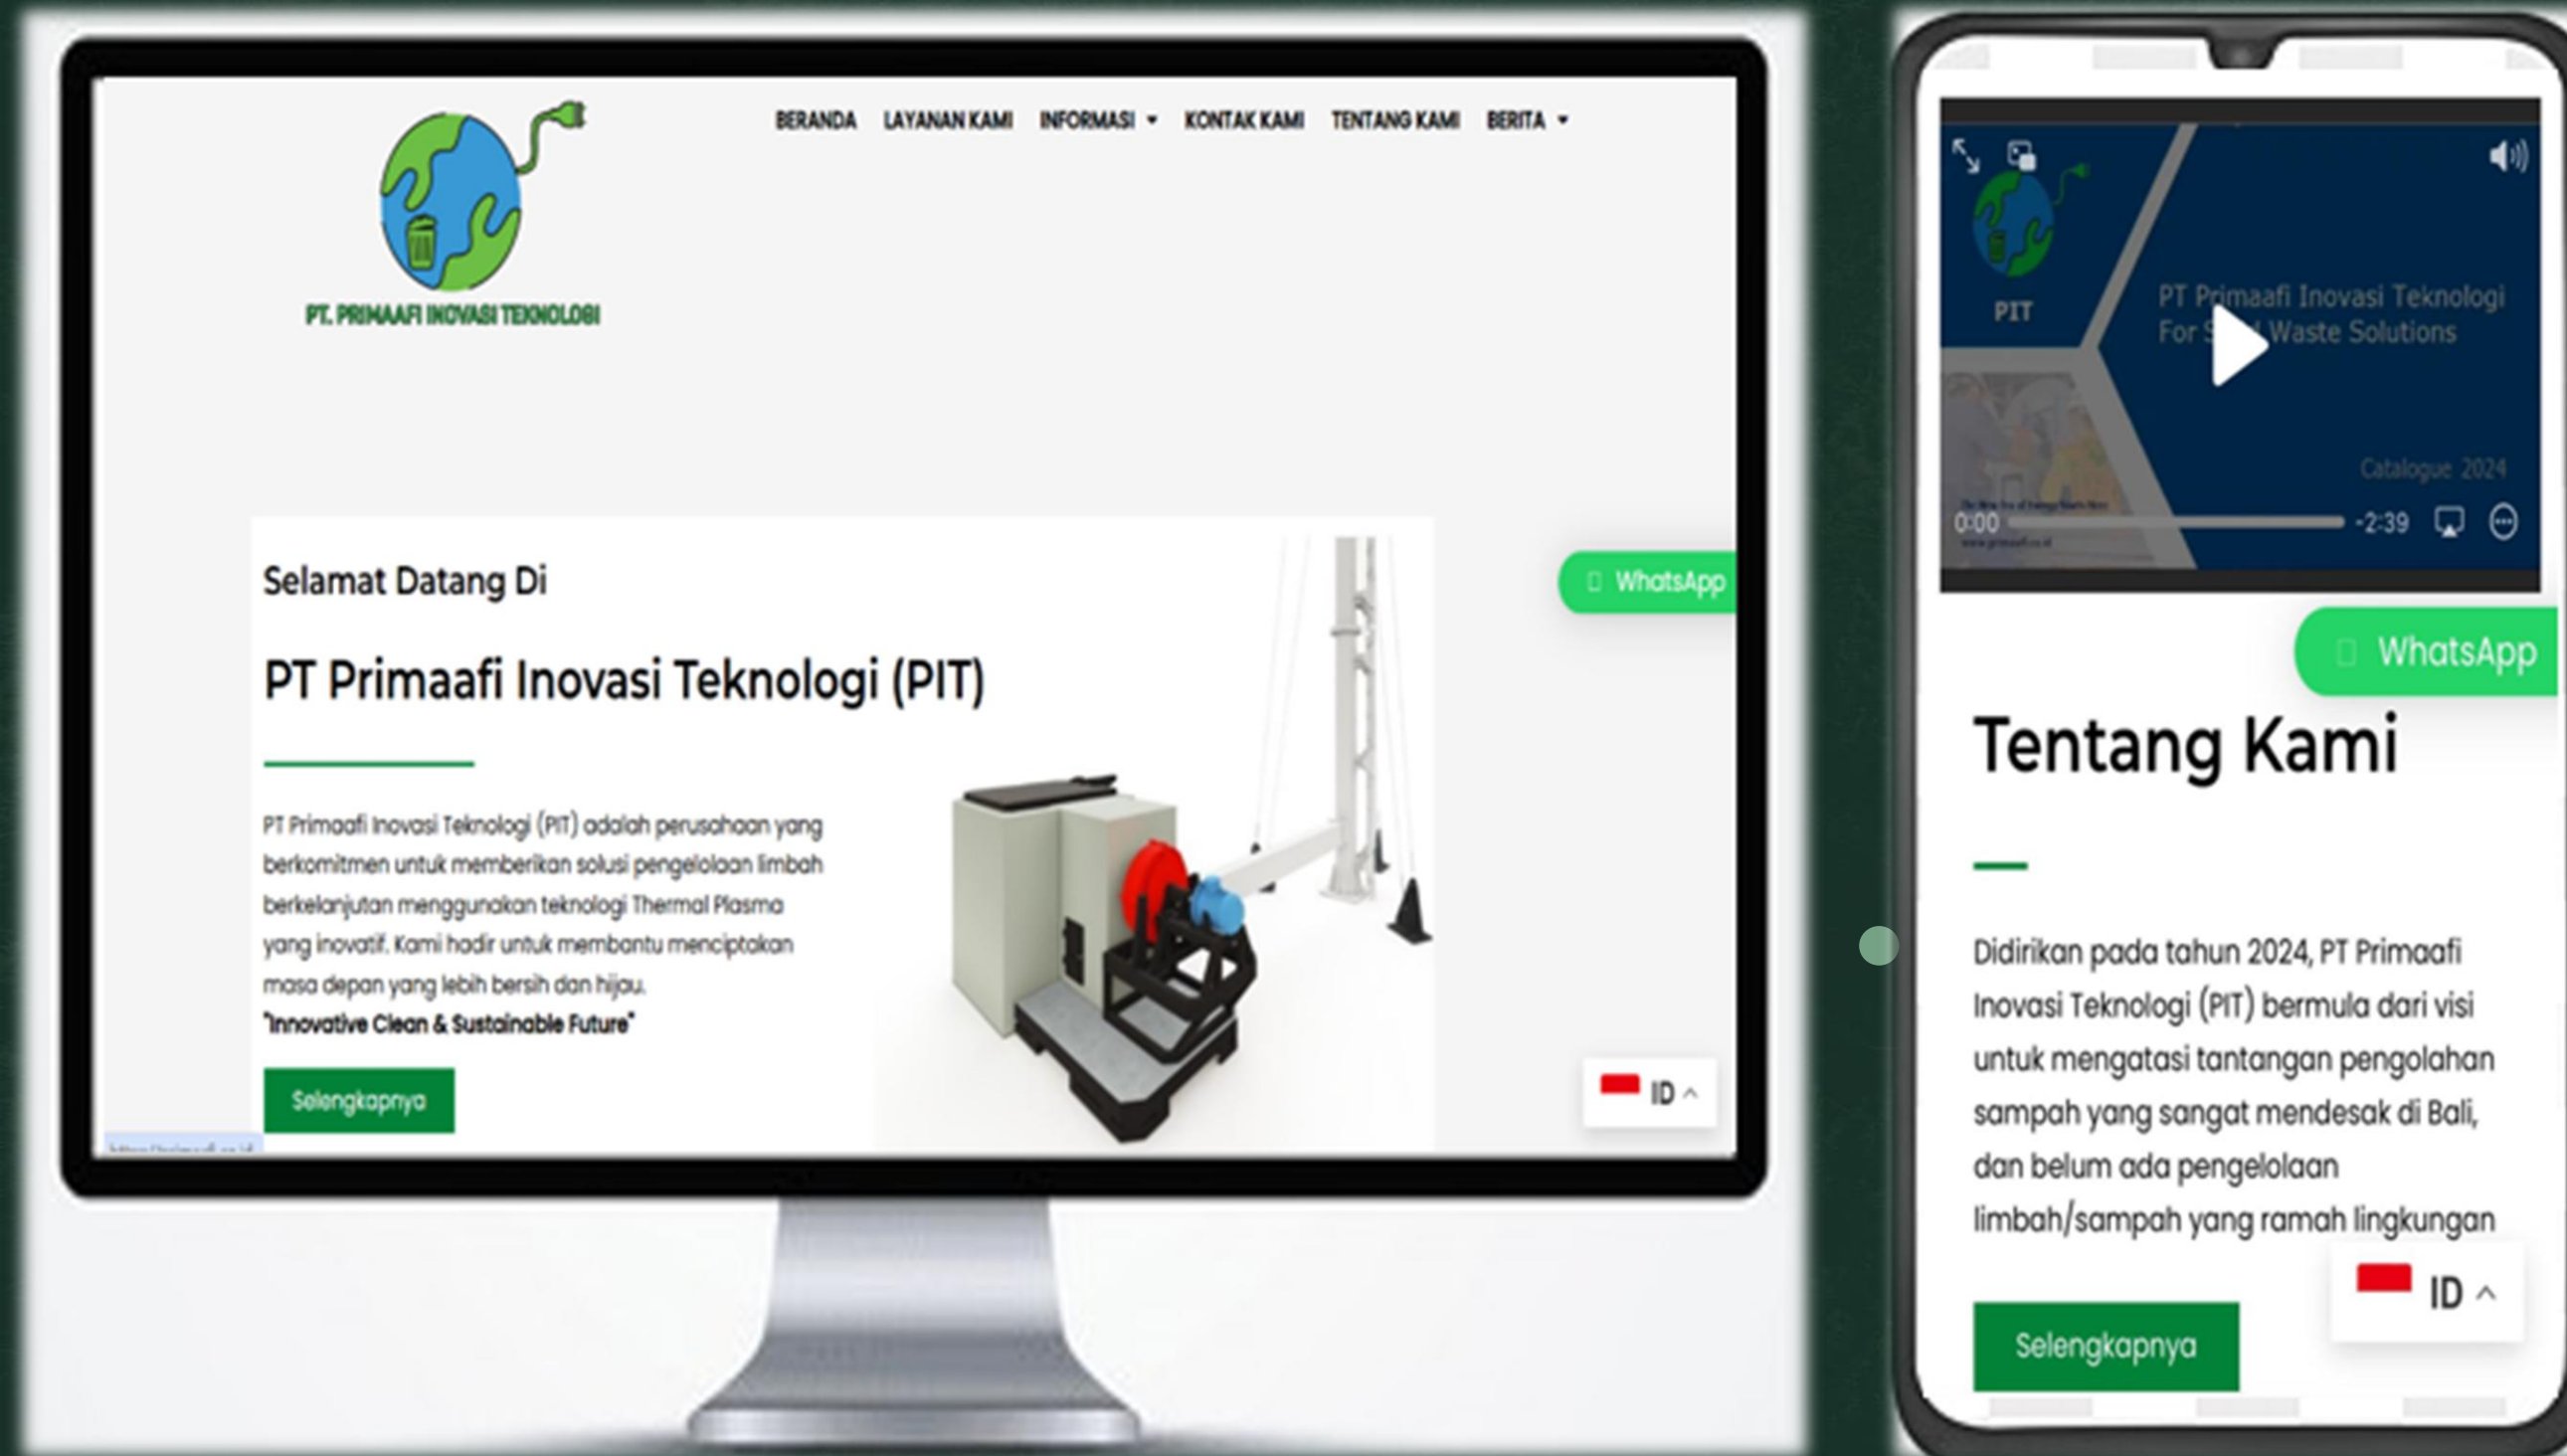 PT. PRIMAAFI INOVASI TEKNOLOGI
BERANDA LAYANAN KAMI INFORMASI KONTAK KAMI TENTANG KAMI BERITA
Selamat Datang Di
PT Primaafi Inovasi Teknologi (PIT)
PT Primaafi Inovasi Teknologi (PIT) adalah perusahaan yang
berkomitmen untuk memberikan solusi pengelolaan limbah
berkelanjutan menggunakan teknologi Thermal Plasma
yang inovatif. Kami hadir untuk membantu menciptakan
masa depan yang lebih bersih dan hijau.
"Innovative Clean & Sustainable Future"
Selengkapnya
WhatsApp
ID
PIT
PT Primaafi Inovasi Teknologi
For Waste Solutions
Catalogue 2024
0:00 -2:39
WhatsApp
Tentang Kami
Didirikan pada tahun 2024, PT Primaafi
Inovasi Teknologi (PIT) bermula dari visi
untuk mengatasi tantangan pengolahan
sampah yang sangat mendesak di Bali,
dan belum ada pengelolaan
limbah/sampah yang ramah lingkungan
ID
Selengkapnya